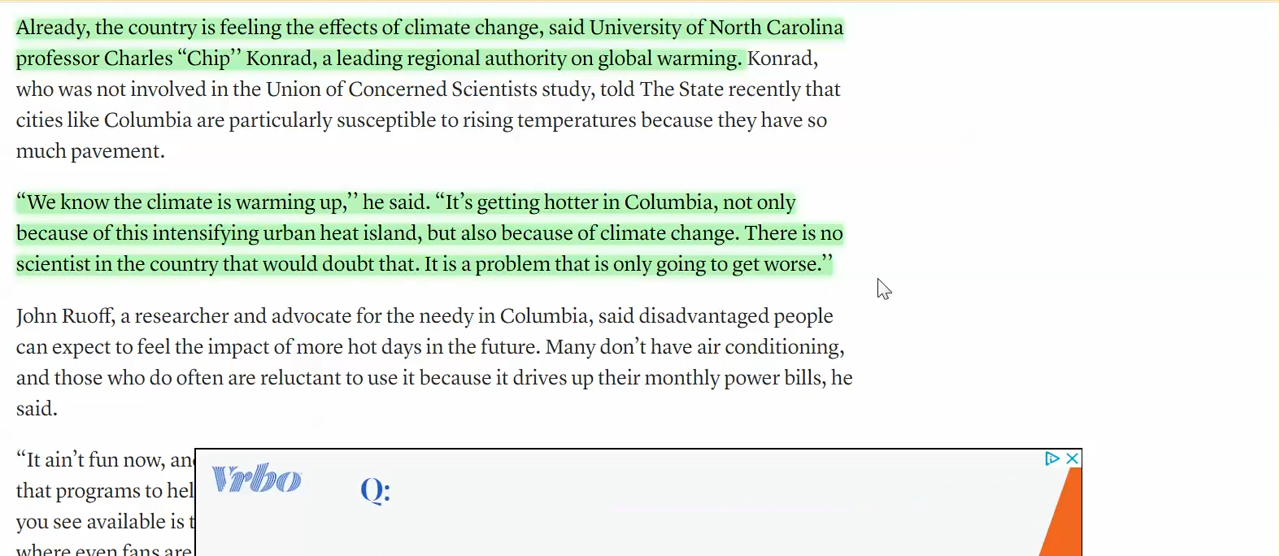 Already, the country is feeling the effects of climate change, said University of North Carolina
professor Charles “Chip’’ Konrad, a leading regional authority on global warming. Konrad,
who was not involved in the Union of Concerned Scientists study, told The State recently that
cities like Columbia are particularly susceptible to rising temperatures because they have so
much pavement.
“We know the climate is warming up,’’ he said. “It’s getting hotter in Columbia, not only
because of this intensifying urban heat island, but also because of climate change. There is no
scientist in the country that would doubt that. It is a problem that is only going to get worse.’’
John Ruoff, a researcher and advocate for the needy in Columbia, said disadvantaged people
can expect to feel the impact of more hot days in the future. Many don’t have air conditioning,
and those who do often are reluctant to use it because it drives up their monthly power bills, he
said.
“It ain’t fun now, an
that programs to hel
Vrbo Q:
you see available is t
where even fans are